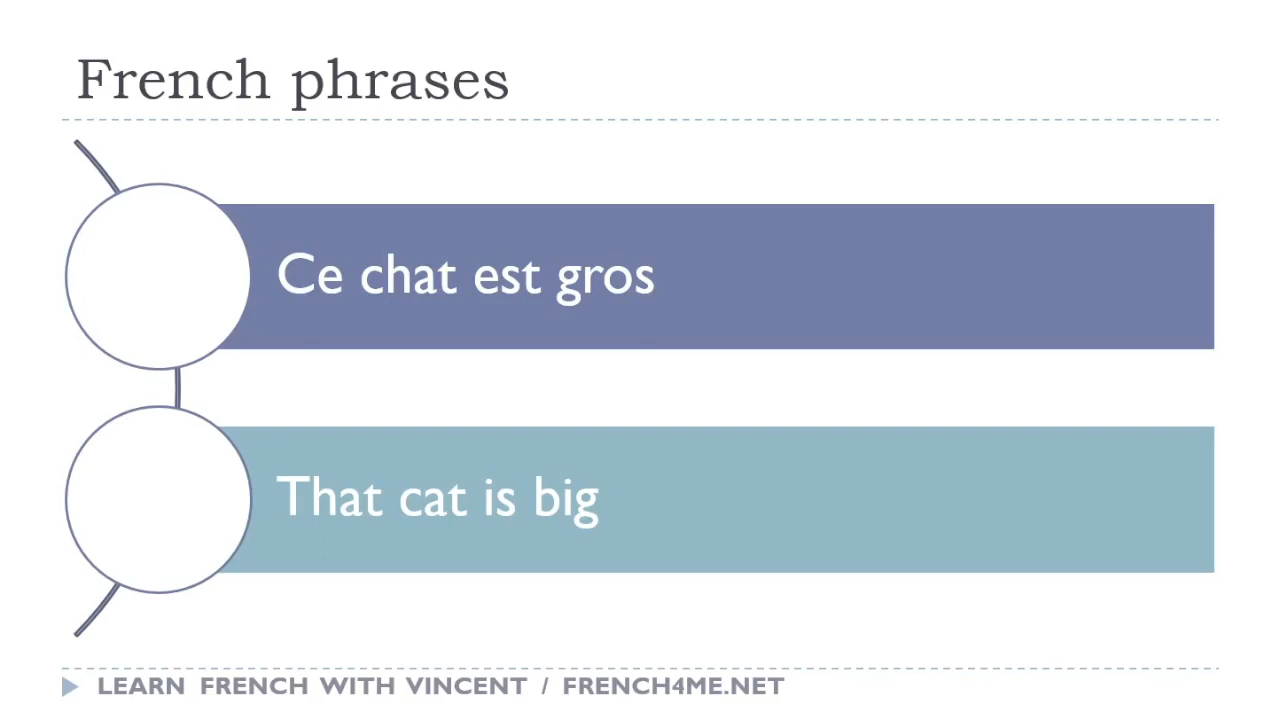 French phrases
Ce chat est gros
That cat is big
LEARN FRENCH WITH VINCENT / FRENCH4ME.NET